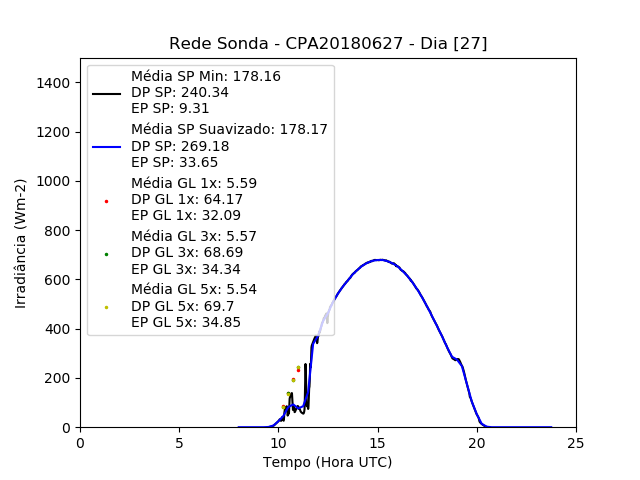 Rede Sonda - CPA20180627 - Dia [27]
Irradiância (Wm-2)
1400
1200
1000
800
600
400
200
0
Média SP Min: 178.16
DP SP: 240.34
EP SP: 9.31
Média SP Suavizado: 178.17
DP SP: 269.18
EP SP: 33.65
Média GL 1x: 5.59
DP GL 1x: 64.17
EP GL 1x: 32.09
Média GL 3x: 5.57
DP GL 3x: 68.69
EP GL 3x: 34.34
Média GL 5x: 5.54
DP GL 5x: 69.7
EP GL 5x: 34.85
0 5 10 15 20 25
Tempo (Hora UTC)